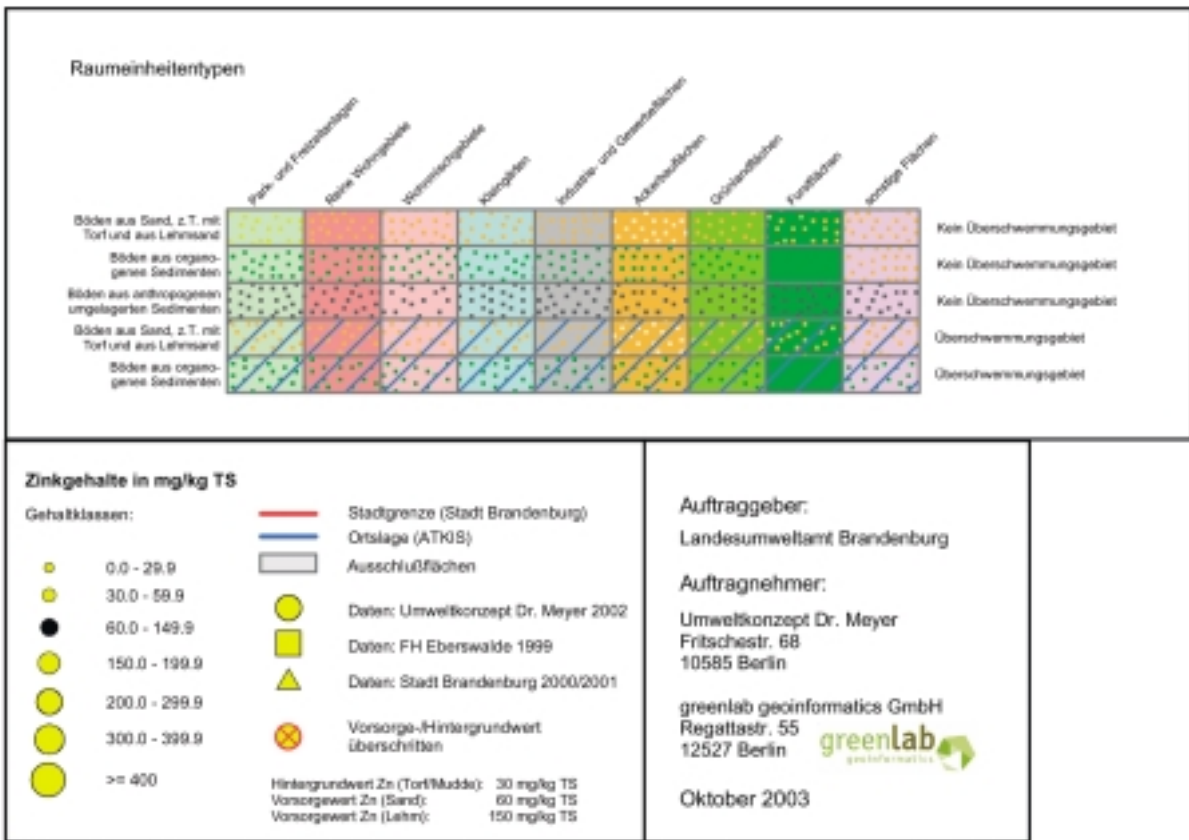 Raumeinheitentypen
Park- und Freizeitanlagen
Reine Wohngebiete
Wohnmischgebiete
Kleingärten
Industrie- und Gewerbeflächen
Ackerbauflächen
Grünlandflächen
Forstflächen
sonstige Flächen
Böden aus Sand, z.T. mit
Torf und aus Lehmsand
Kein Überschwemmungsgebiet
Böden aus organo-
genen Sedimenten
Kein Überschwemmungsgebiet
Böden aus anthropogenen
umgelagerten Sedimenten
Kein Überschwemmungsgebiet
Böden aus Sand, z.T. mit
Torf und aus Lehmsand
Überschwemmungsgebiet
Böden aus organo-
genen Sedimenten
Überschwemmungsgebiet
Zinkgehalte in mg/kg TS
Gehaltklassen:
0.0 - 29.9
30.0 - 59.9
60.0 - 149.9
150.0 - 199.9
200.0 - 299.9
300.0 - 399.9
>= 400
Stadtgrenze (Stadt Brandenburg)
Ortslage (ATKIS)
Ausschlußflächen
Daten: Umweltkonzept Dr. Meyer 2002
Daten: FH Eberswalde 1999
Daten: Stadt Brandenburg 2000/2001
Vorsorge-/Hintergrundwert
überschritten
Hintergrundwert Zn (Torf/Mudde): 30 mg/kg TS
Vorsorgewert Zn (Sand): 60 mg/kg TS
Vorsorgewert Zn (Lehm): 150 mg/kg TS
Auftraggeber:
Landesumweltamt Brandenburg
Auftragnehmer:
Umweltkonzept Dr. Meyer
Fritschestr. 68
10585 Berlin
greenlab geoinformatics GmbH
Regattastr. 55
12527 Berlin
greenlab
geoinformatics
Oktober 2003